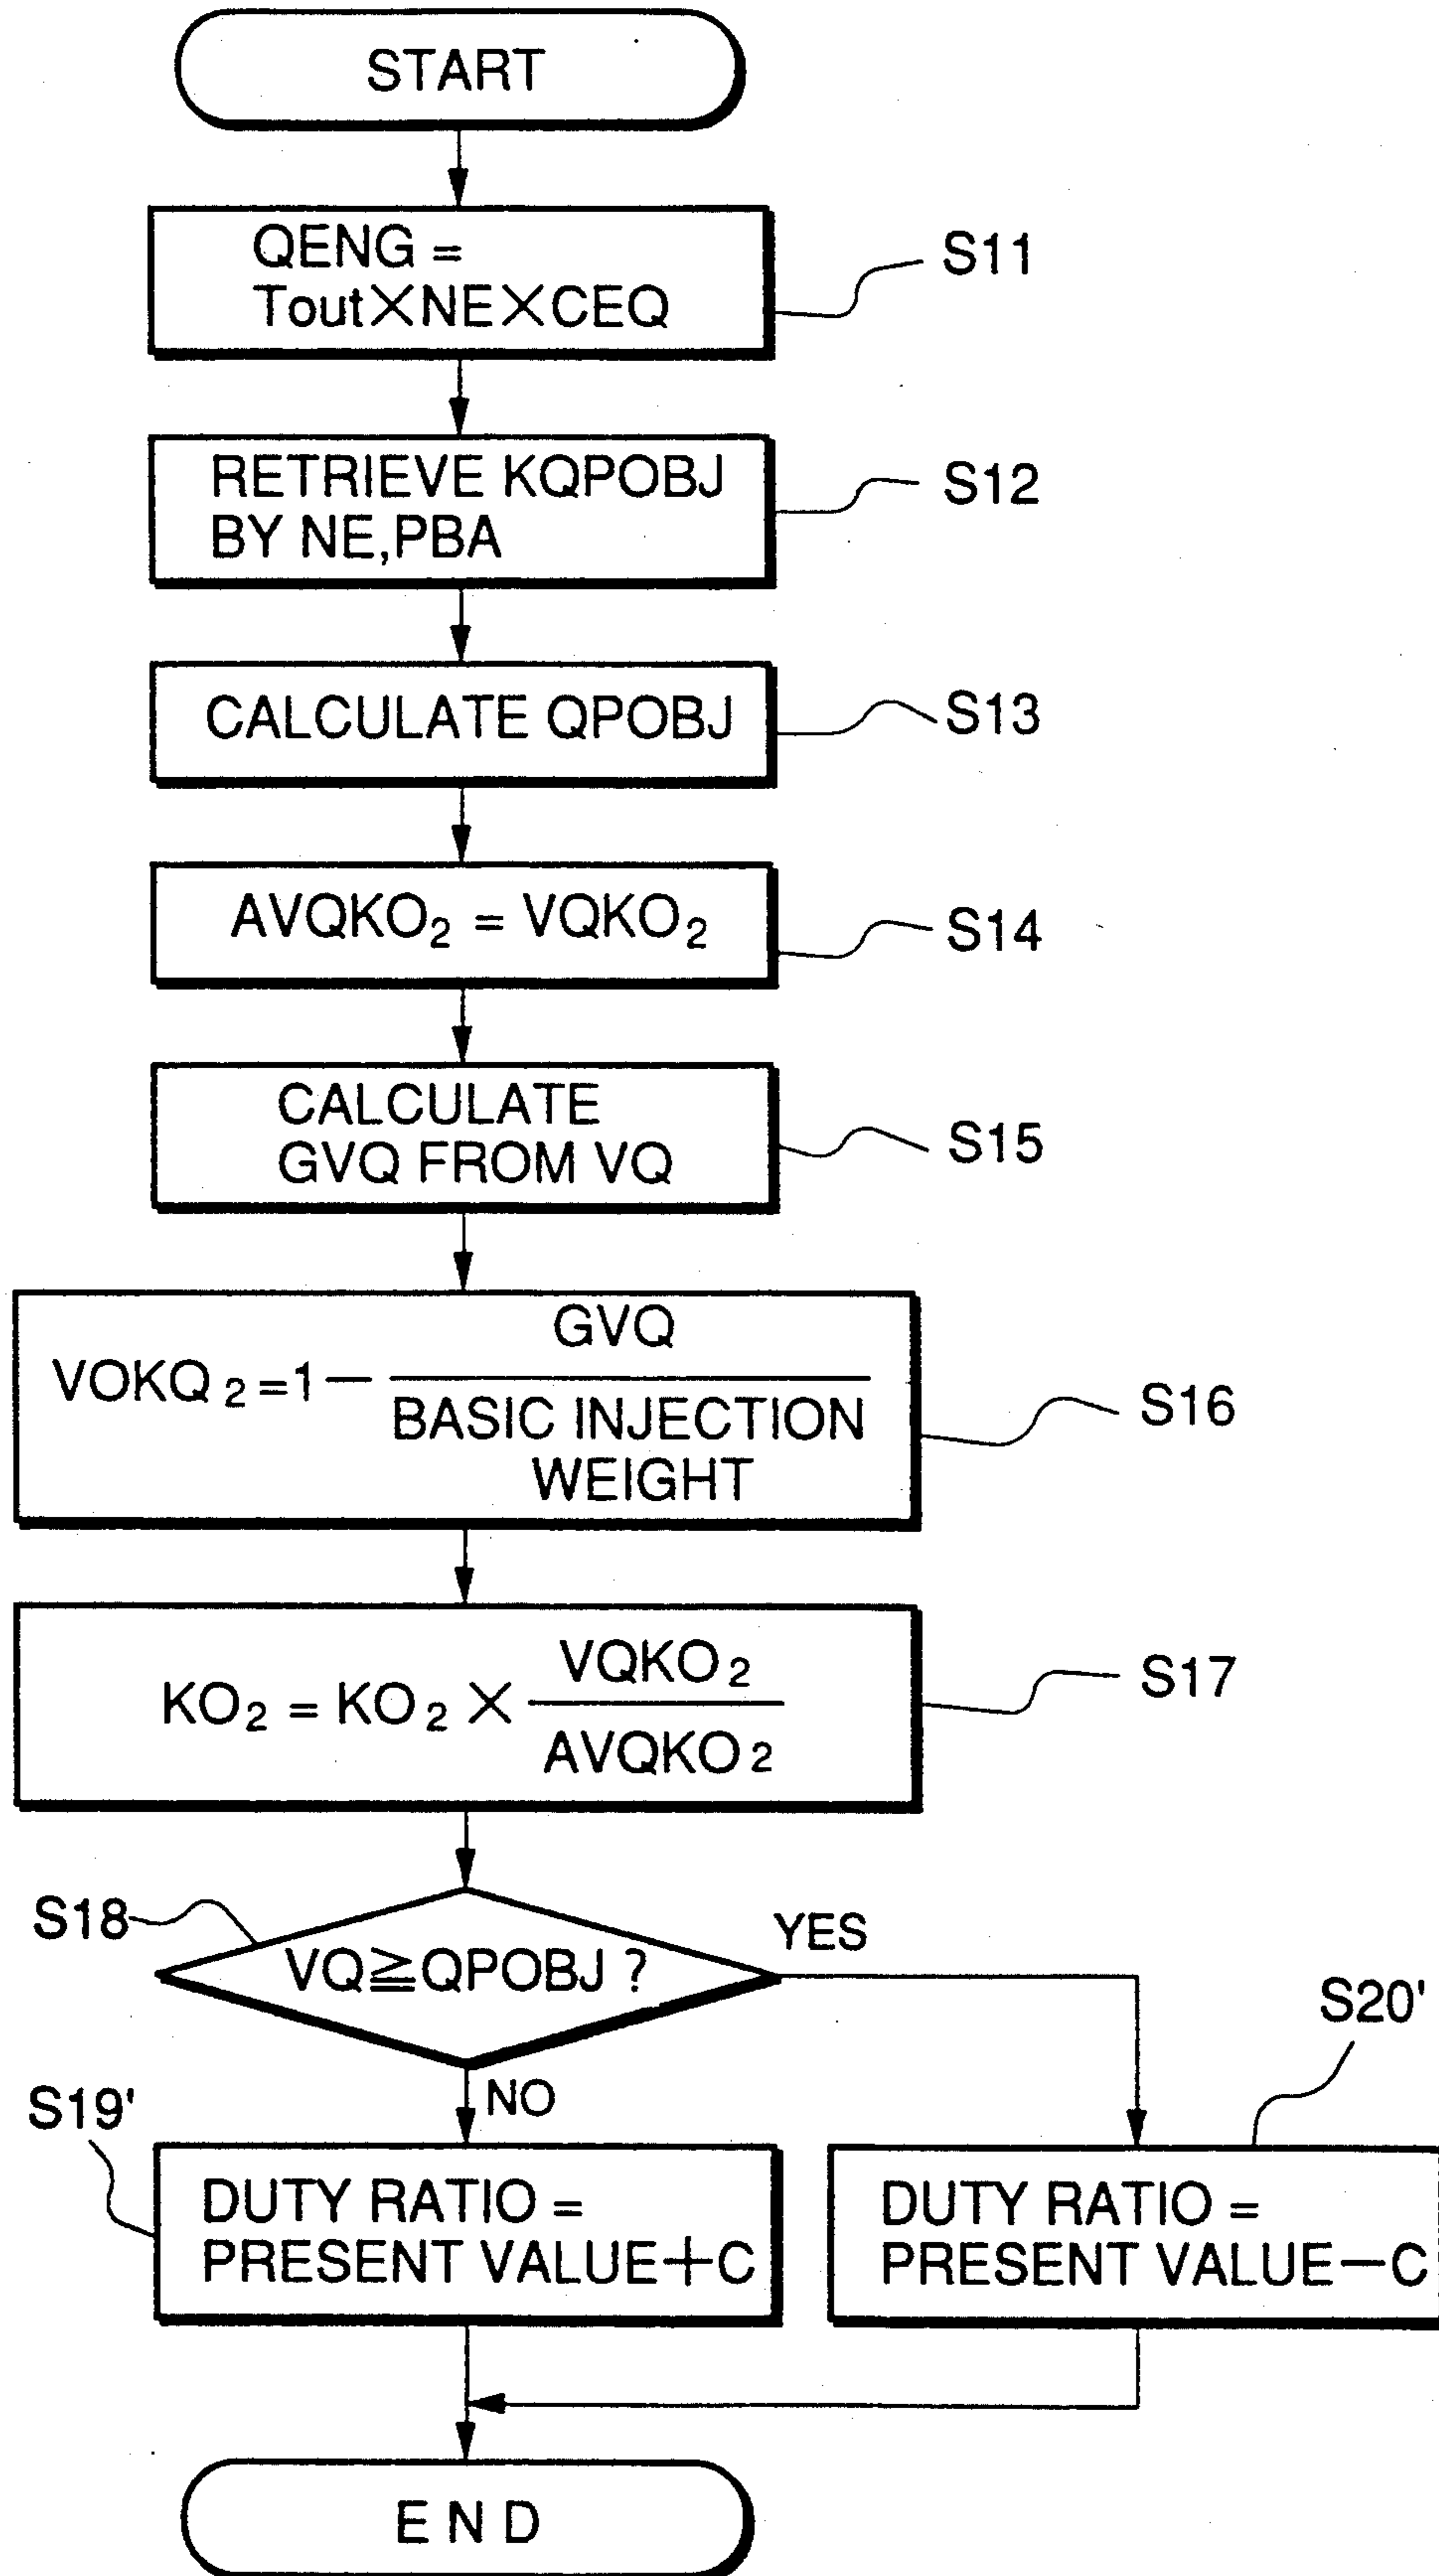 START
QENG =
Tout×NE×CEQ
S11
RETRIEVE KQPOBJ
BY NE,PBA
S12
CALCULATE QPOBJ
S13
AVQKO₂ = VQKO₂
S14
CALCULATE
GVQ FROM VQ
S15
GVQ
VOKQ₂=1−
BASIC INJECTION
WEIGHT
S16
VQKO₂
KO₂ = KO₂ ×
AVQKO₂
S17
S18
VQ≧QPOBJ ?
YES
NO
S19'
DUTY RATIO =
PRESENT VALUE+C
S20'
DUTY RATIO =
PRESENT VALUE−C
END